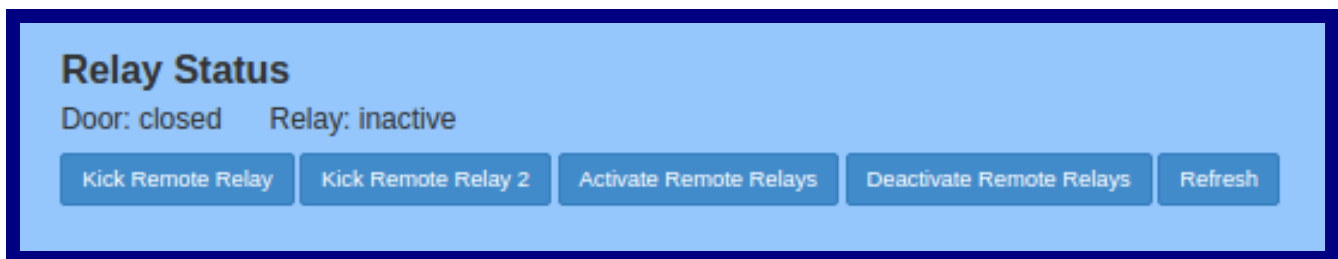 Relay Status
Door: closed Relay: inactive
Kick Remote Relay Kick Remote Relay 2 Activate Remote Relays Deactivate Remote Relays Refresh